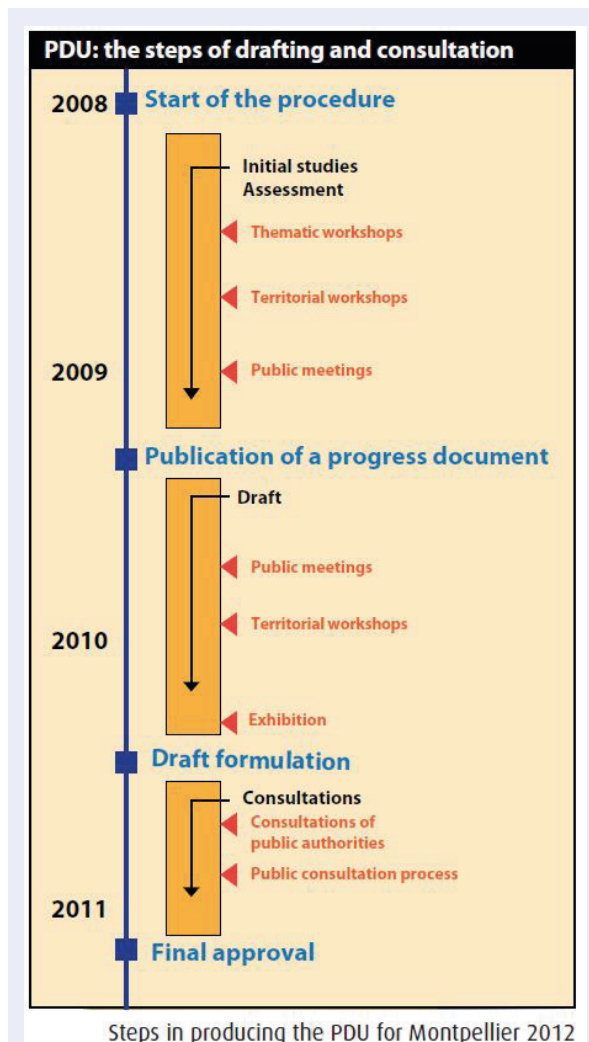 PDU: the steps of drafting and consultation
2008
Start of the procedure
Initial studies
Assessment
Thematic workshops
Territorial workshops
2009
Public meetings
Publication of a progress document
Draft
Public meetings
Territorial workshops
2010
Exhibition
Draft formulation
Consultations
Consultations of
public authorities
Public consultation process
2011
Final approval
Steps in producing the PDU for Montpellier 2012